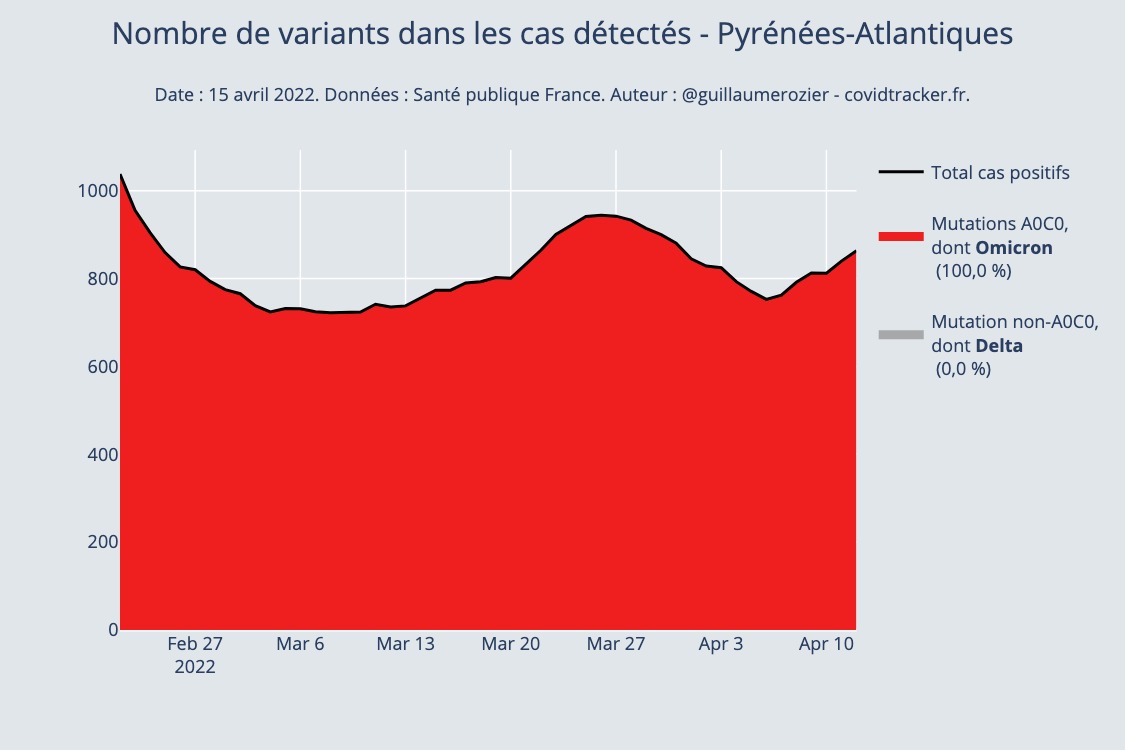 Nombre de variants dans les cas détectés - Pyrénées-Atlantiques
Date : 15 avril 2022. Données : Santé publique France. Auteur : @guillaumerozier - covidtracker.fr.
1000
800
600
400
200
0
Feb 27
2022
Mar 6
Mar 13
Mar 20
Mar 27
Apr 3
Apr 10
Total cas positifs
Mutations A0C0,
dont Omicron
(100,0 %)
Mutation non-A0C0,
dont Delta
(0,0 %)